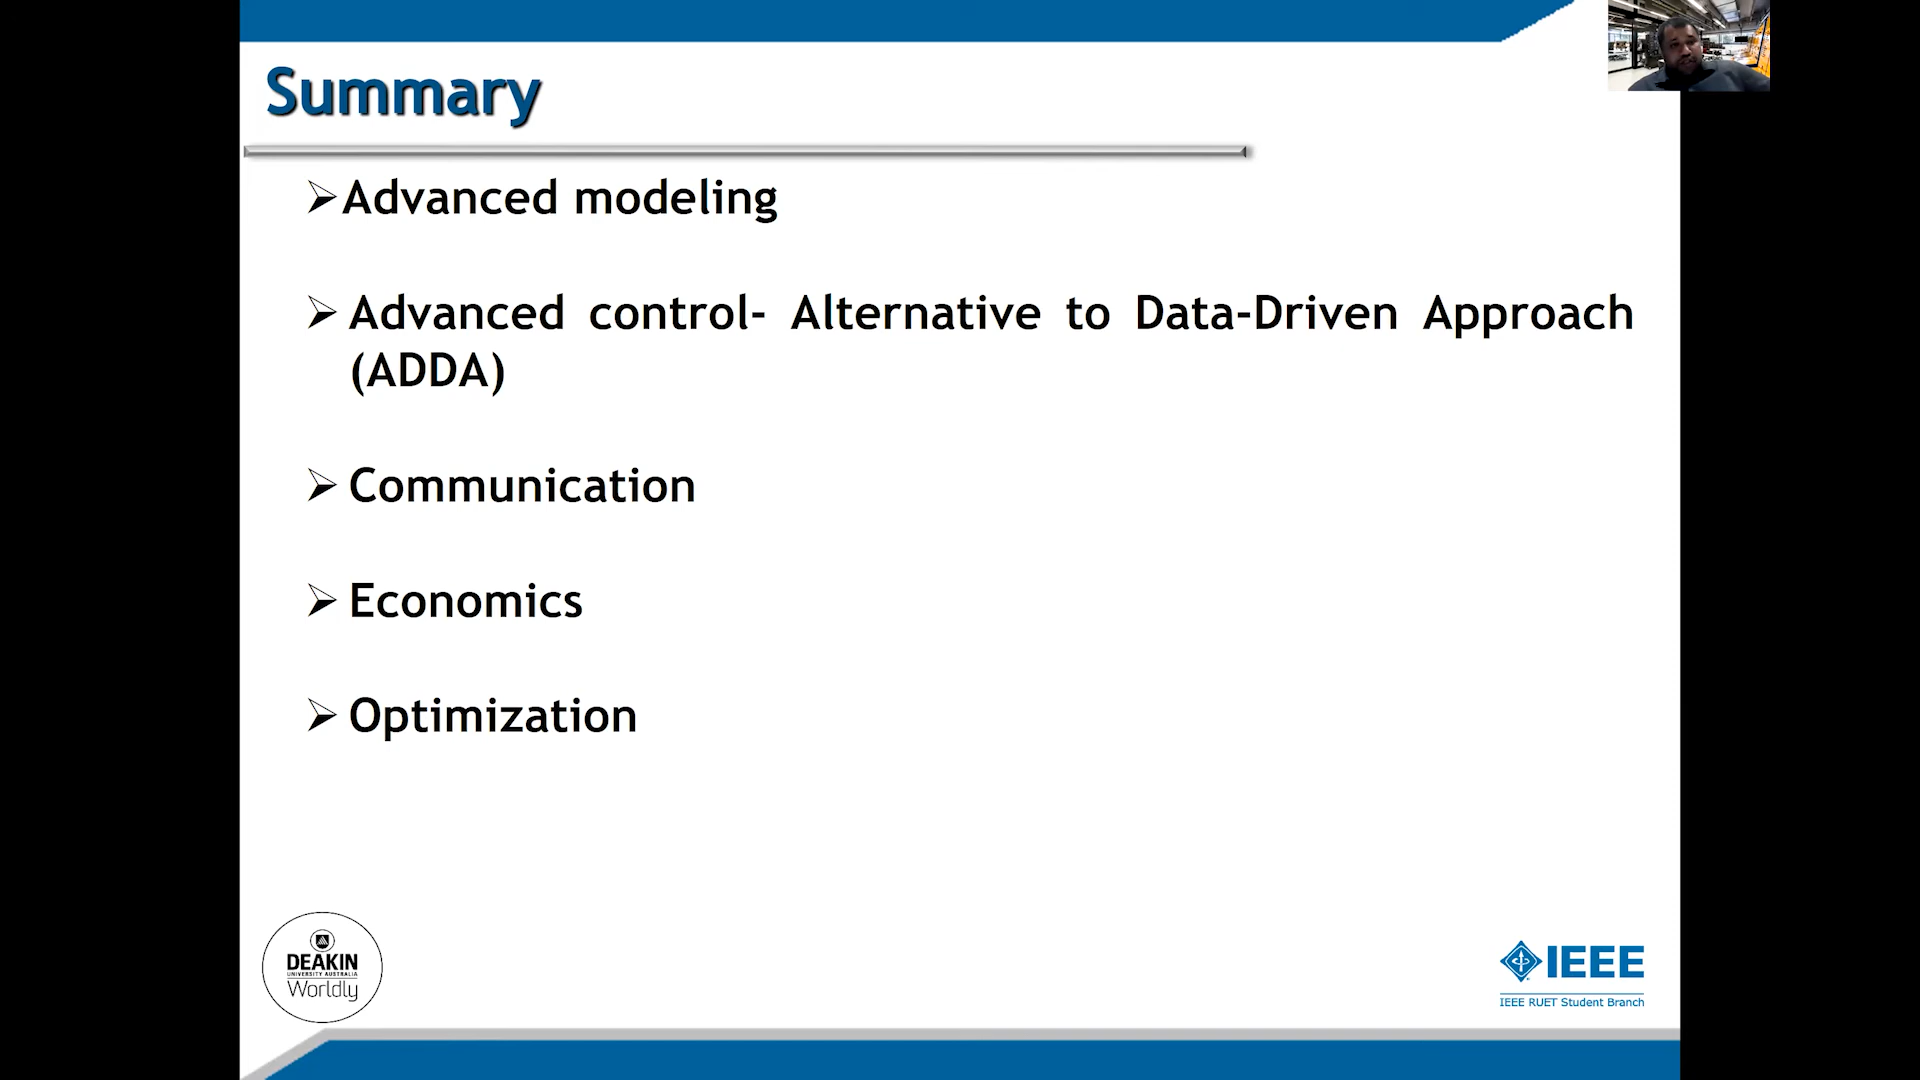 Summary
Advanced modeling
Advanced control- Alternative to Data-Driven Approach
(ADDA)
Communication
Economics
Optimization
DEAKIN
UNIVERSITY AUSTRALIA
Worldly
IEEE
IEEE RUET Student Branch